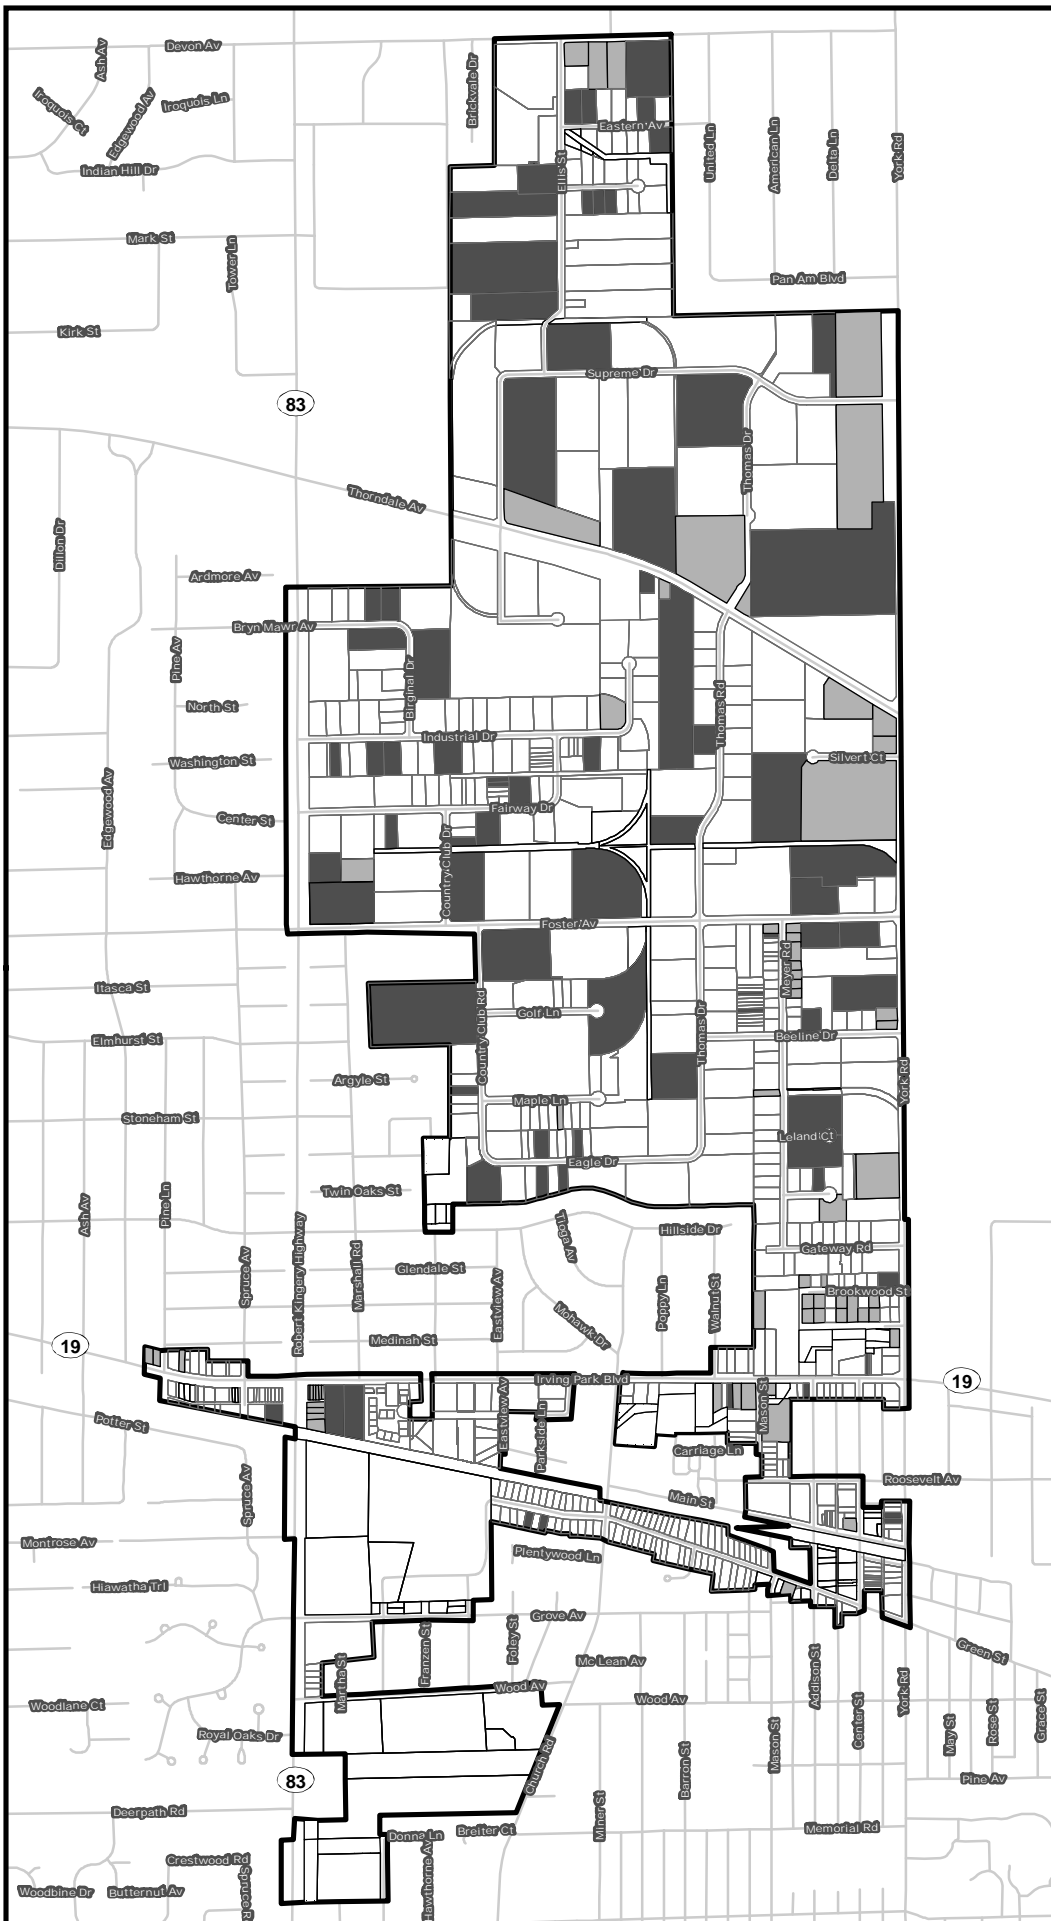 Devon Av
Ash Av
Brickvale Dr
Iroquois Ct
Edgewood Av
Iroquois Ln
Eastern Av
United Ln
American Ln
Delta Ln
York Rd
Indian Hill Dr
Ellis St
Mark St
Tower Ln
Pan Am Blvd
Kirk St
Supreme Dr
83
Thomas Dr
Thorndale Av
Dillon Dr
Ardmore Av
Bryn Mawr Av
Pine Av
Birginal Dr
Thomas Rd
North St
Industrial Dr
Washington St
Silvert Ct
Edgewood Av
Center St
Fairway Dr
Country Club Dr
Hawthorne Av
Foster Av
Meyer Rd
Itasca St
Country Club Rd
Golf Ln
Thomas Dr
Elmhurst St
Beeline Dr
Argyle St
York Rd
Maple Ln
Stoneham St
Leland Ct
Eagle Dr
Twin Oaks St
Ash Av
Pine Ln
Tioga Av
Hillside Dr
Gateway Rd
Spruce Av
Robert Kingery Highway
Marshall Rd
Glendale St
Eastview Av
Poppy Ln
Walnut St
Brookwood St
Mohawk Dr
19
Medinah St
Irving Park Blvd
19
Mason St
Potter St
Eastview Av
Parkside Ln
Carriage Ln
Spruce Av
Roosevelt Av
Main St
Montrose Av
Plentywood Ln
Hiawatha Trl
Grove Av
Foley St
Franzen St
Green St
Martha St
Mc Lean Av
Addison St
Wood Av
Wood Av
York Rd
Woodlane Ct
Center St
Grace St
Rose St
May St
Royal Oaks Dr
Mason St
Church Rd
Barron St
83
Pine Av
Deerpath Rd
Miner St
Donna Ln
Breiter Ct
Memorial Rd
Crestwood Rd
Hawthorne Av
Woodbine Dr
Butternut Av